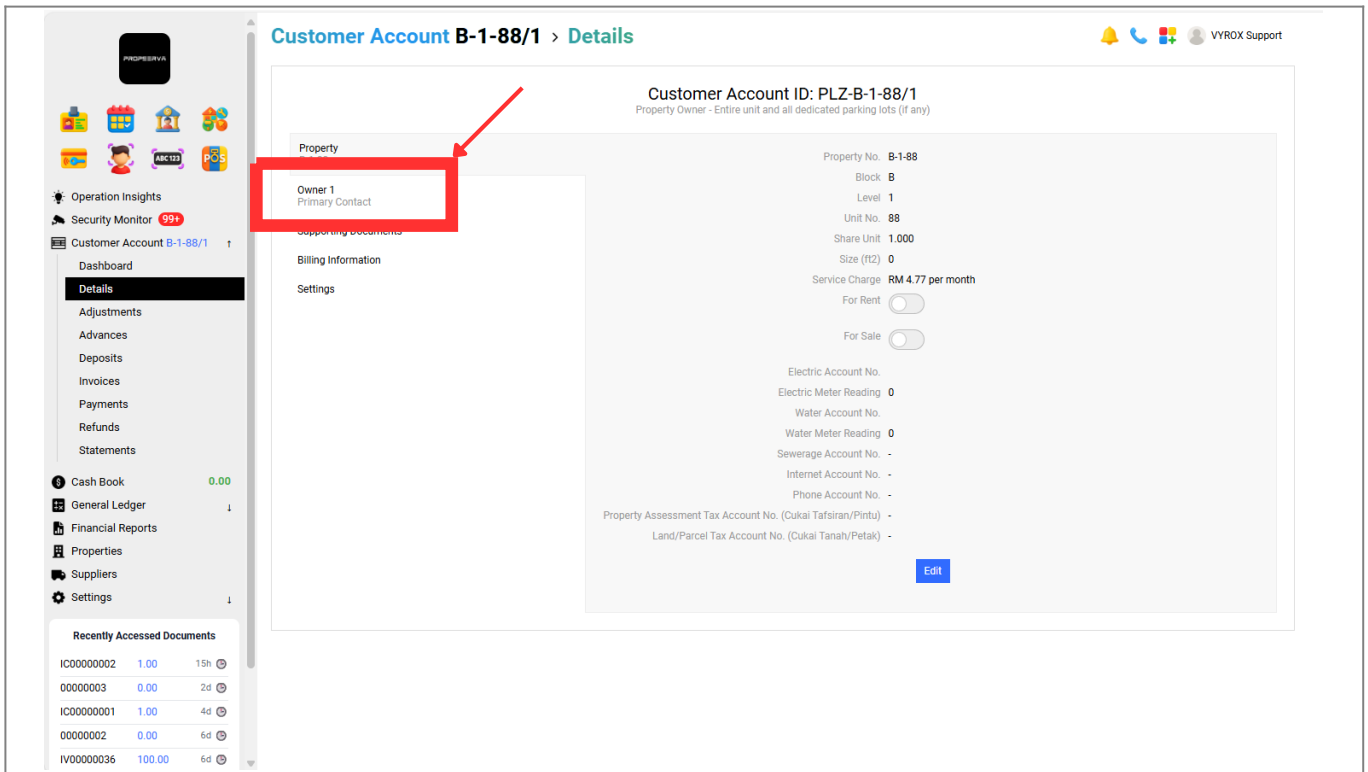 PROPEERVA
ABC 123
POS
Operation Insights
Security Monitor 99+
Customer Account B-1-88/1 ↑
Dashboard
Details
Adjustments
Advances
Deposits
Invoices
Payments
Refunds
Statements
Cash Book 0.00
General Ledger ↓
Financial Reports
Properties
Suppliers
Settings ↓
Recently Accessed Documents
IC00000002 1.00 15h
00000003 0.00 2d
IC00000001 1.00 4d
00000002 0.00 6d
IV00000036 100.00 6d
Customer Account B-1-88/1 › Details
VYROX Support
Customer Account ID: PLZ-B-1-88/1
Property Owner - Entire unit and all dedicated parking lots (if any)
Property
Owner 1
Primary Contact
Supporting Documents
Billing Information
Settings
Property No. B-1-88
Block B
Level 1
Unit No. 88
Share Unit 1.000
Size (ft2) 0
Service Charge RM 4.77 per month
For Rent
For Sale
Electric Account No.
Electric Meter Reading 0
Water Account No.
Water Meter Reading 0
Sewerage Account No. -
Internet Account No. -
Phone Account No. -
Property Assessment Tax Account No. (Cukai Tafsiran/Pintu) -
Land/Parcel Tax Account No. (Cukai Tanah/Petak) -
Edit